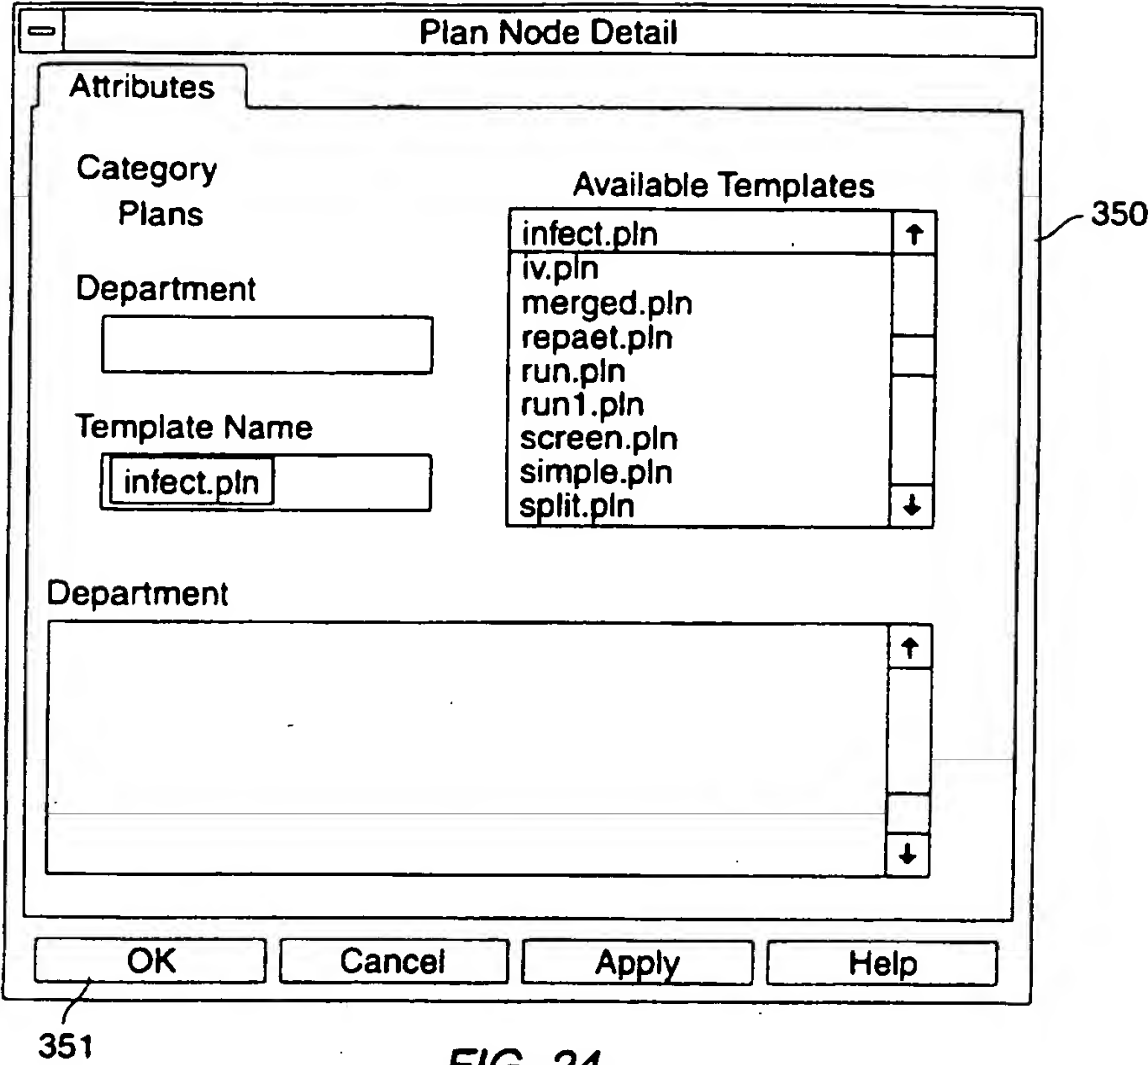 Plan Node Detail
Attributes
Category
Plans
Available Templates
infect.pln
iv.pln
merged.pln
repaet.pln
run.pln
run1.pln
screen.pln
simple.pln
split.pln
350
Department
Template Name
infect.pln
Department
OK
Cancel
Apply
Help
351
FIG. 24